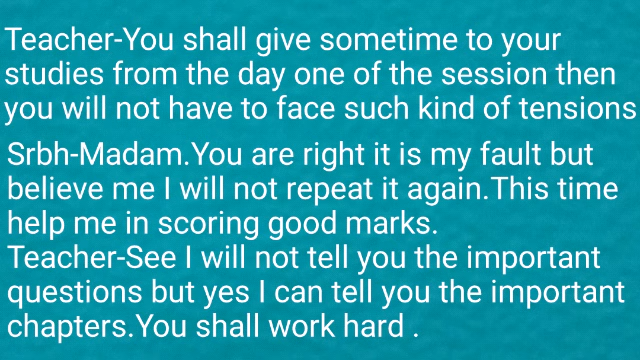 Teacher-You shall give sometime to your
studies from the day one of the session then
you will not have to face such kind of tensions
Srbh-Madam.You are right it is my fault but
believe me I will not repeat it again.This time
help me in scoring good marks.
Teacher-See I will not tell you the important
questions but yes I can tell you the important
chapters.You shall work hard .